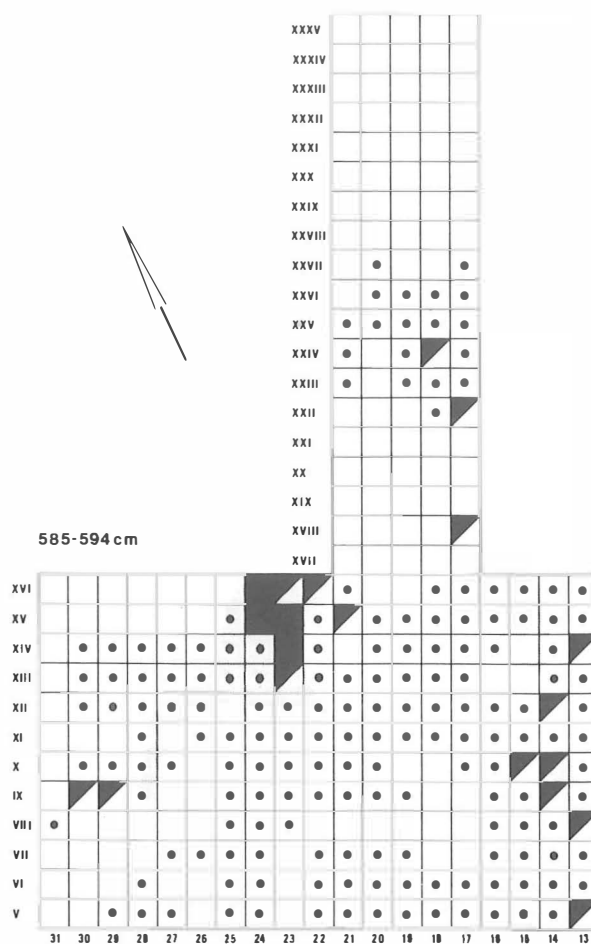 XXXV
XXXIV
XXXIII
XXXII
XXXI
XXX
XXIX
XXVIII
XXVII
XXVI
XXV
XXIV
XXIII
XXII
XXI
XX
XIX
XVIII
XVII
585-594cm
XVI
XV
XIV
XIII
XII
XI
X
IX
VIII
VII
VI
V
31 30 29 28 27 26 25 24 23 22 21 20 19 18 17 16 15 14 13